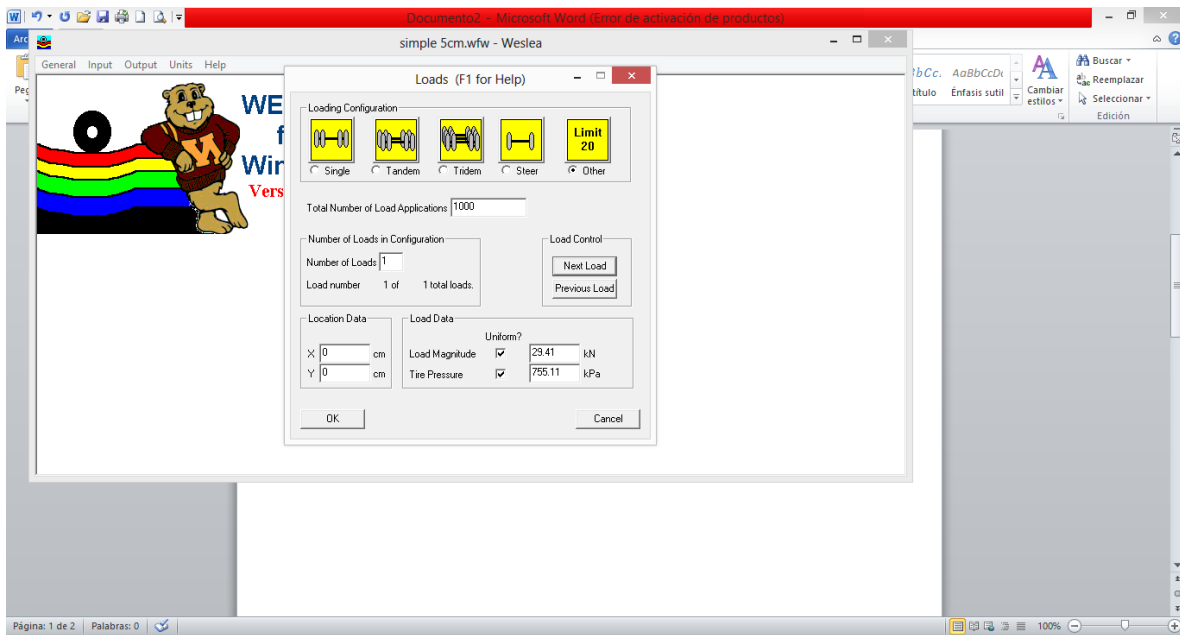 Documento2 - Microsoft Word (Error de activación de productos)
simple 5cm.wfw - Weslea
General Input Output Units Help
Loads (F1 for Help)
Loading Configuration
Limit
20
Single Tandem Tridem Steer Other
Total Number of Load Applications 1000
Number of Loads in Configuration
Number of Loads 1
Load number 1 of 1 total loads.
Load Control
Next Load
Previous Load
Location Data
X 0 cm
Y 0 cm
Load Data
Uniform?
Load Magnitude 29.41 kN
Tire Pressure 755.11 kPa
OK Cancel
AaBbCcDc
Énfasis sutil
Cambiar
estilos
Buscar
Reemplazar
Seleccionar
Edición
Página: 1 de 2 Palabras: 0
100%